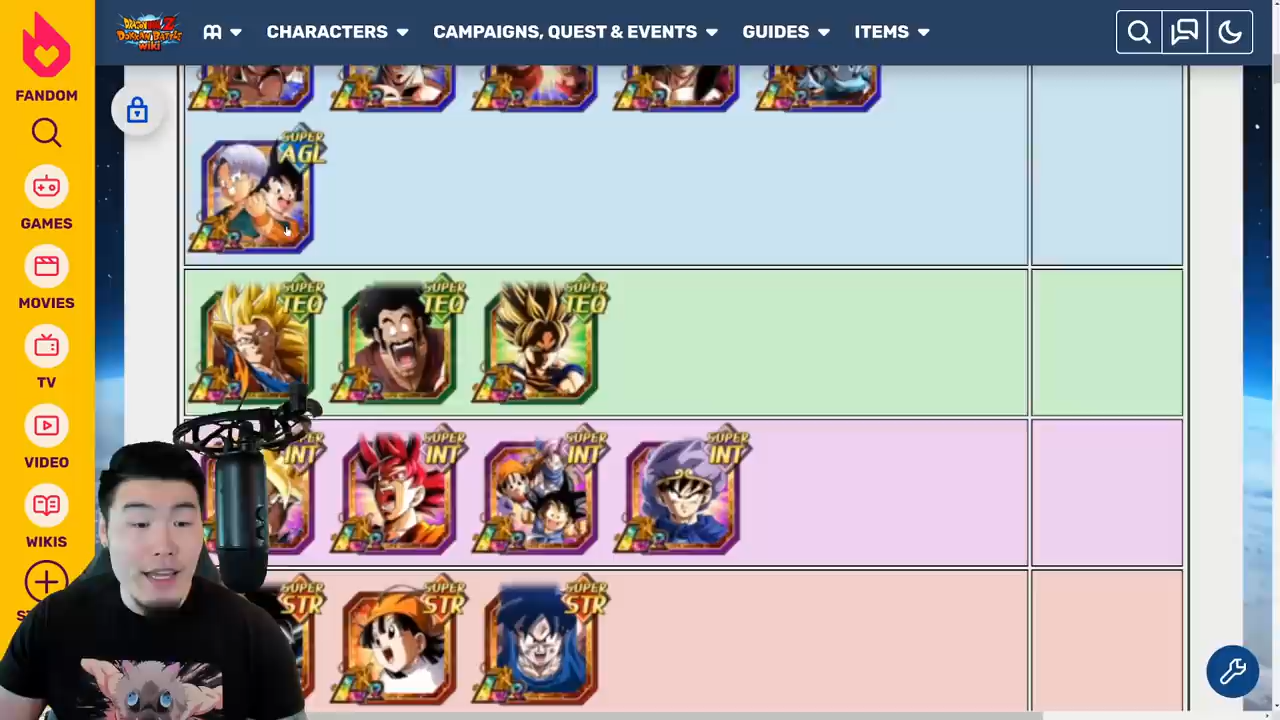 DRAGON BALL Z
DOKKAN BATTLE
WIKI
CHARACTERS
CAMPAIGNS, QUEST & EVENTS
GUIDES
ITEMS
FANDOM
GAMES
MOVIES
TV
VIDEO
WIKIS
SUPER
AGL
SUPER
TEQ
SUPER
TEQ
SUPER
TEQ
INT
SUPER
INT
SUPER
INT
SUPER
INT
SUPER
STR
SUPER
STR
SUPER
STR